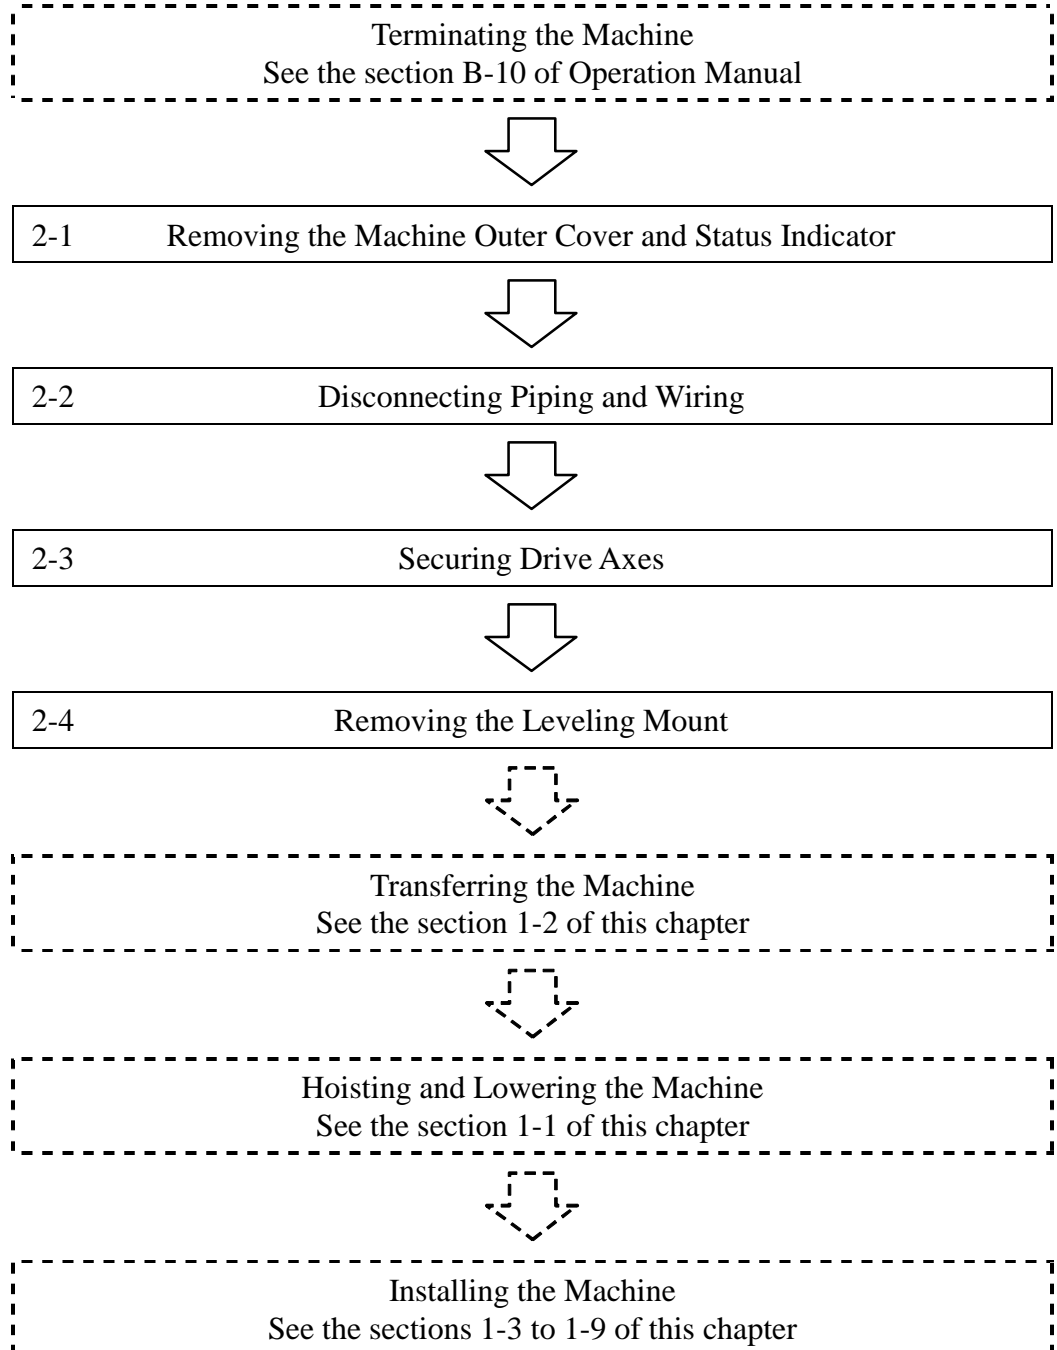 Terminating the Machine
See the section B-10 of Operation Manual
2-1 Removing the Machine Outer Cover and Status Indicator
2-2 Disconnecting Piping and Wiring
2-3 Securing Drive Axes
2-4 Removing the Leveling Mount
Transferring the Machine
See the section 1-2 of this chapter
Hoisting and Lowering the Machine
See the section 1-1 of this chapter
Installing the Machine
See the sections 1-3 to 1-9 of this chapter